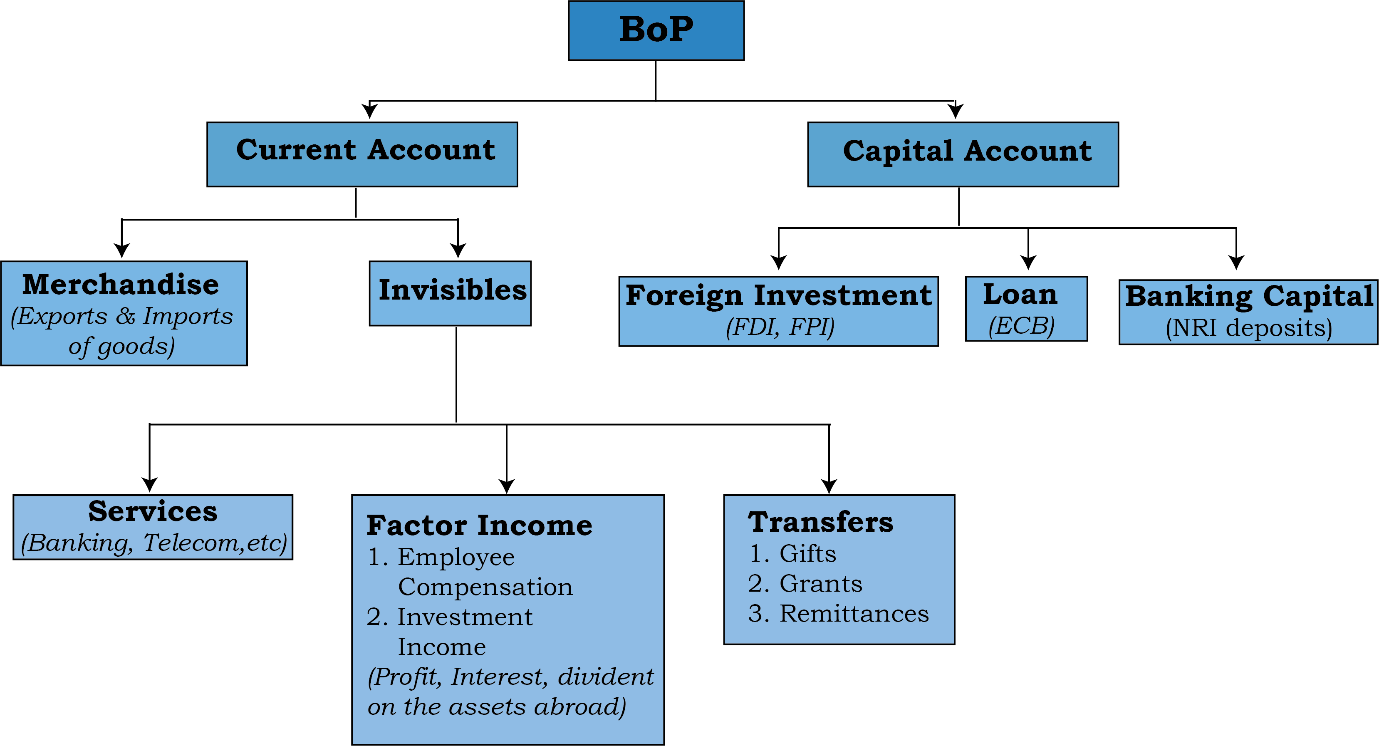 BoP
Current Account
Capital Account
Merchandise
(Exports & Imports
of goods)
Invisibles
Foreign Investment
(FDI, FPI)
Loan
(ECB)
Banking Capital
(NRI deposits)
Services
(Banking, Telecom,etc)
Factor Income
1. Employee
Compensation
2. Investment
Income
(Profit, Interest, divident
on the assets abroad)
Transfers
1. Gifts
2. Grants
3. Remittances